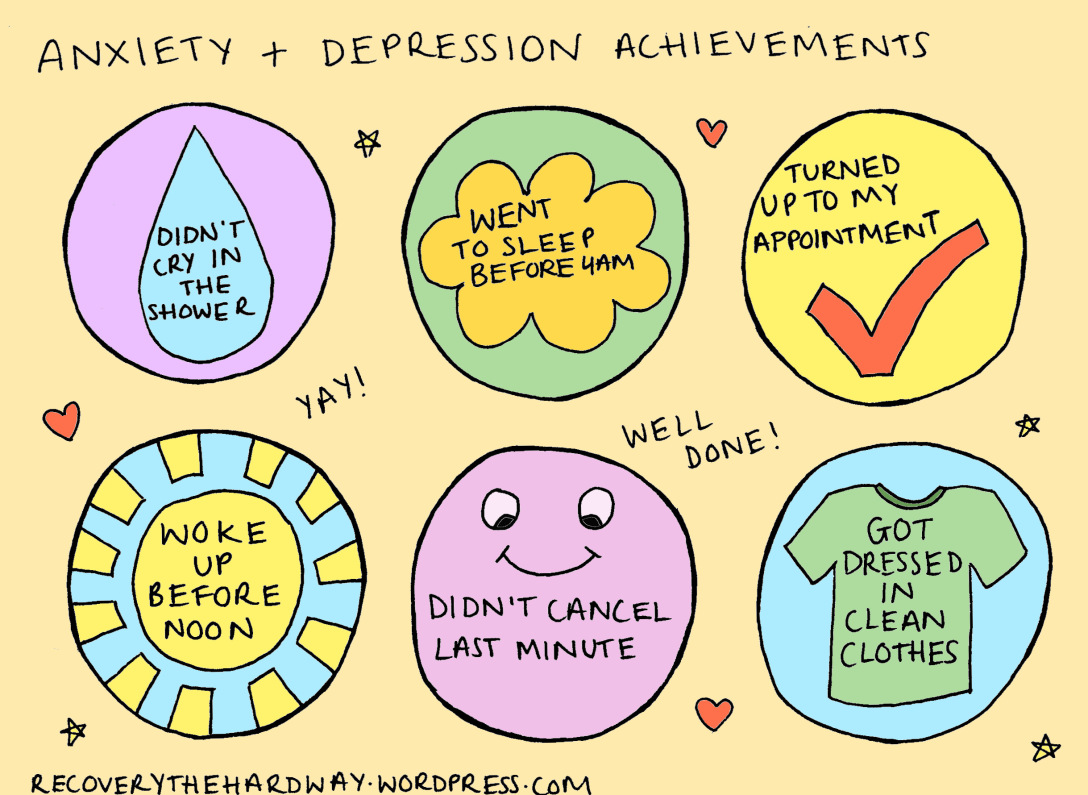 ANXIETY + DEPRESSION ACHIEVEMENTS
DIDN'T
CRY IN
THE
SHOWER
WENT
TO SLEEP
BEFORE 4AM
TURNED
UP TO MY
APPOINTMENT
YAY!
WELL
DONE!
WOKE
UP
BEFORE
NOON
DIDN'T CANCEL
LAST MINUTE
GOT
DRESSED
IN
CLEAN
CLOTHES
RECOVERYTHEHARDWAY.WORDPRESS.COM